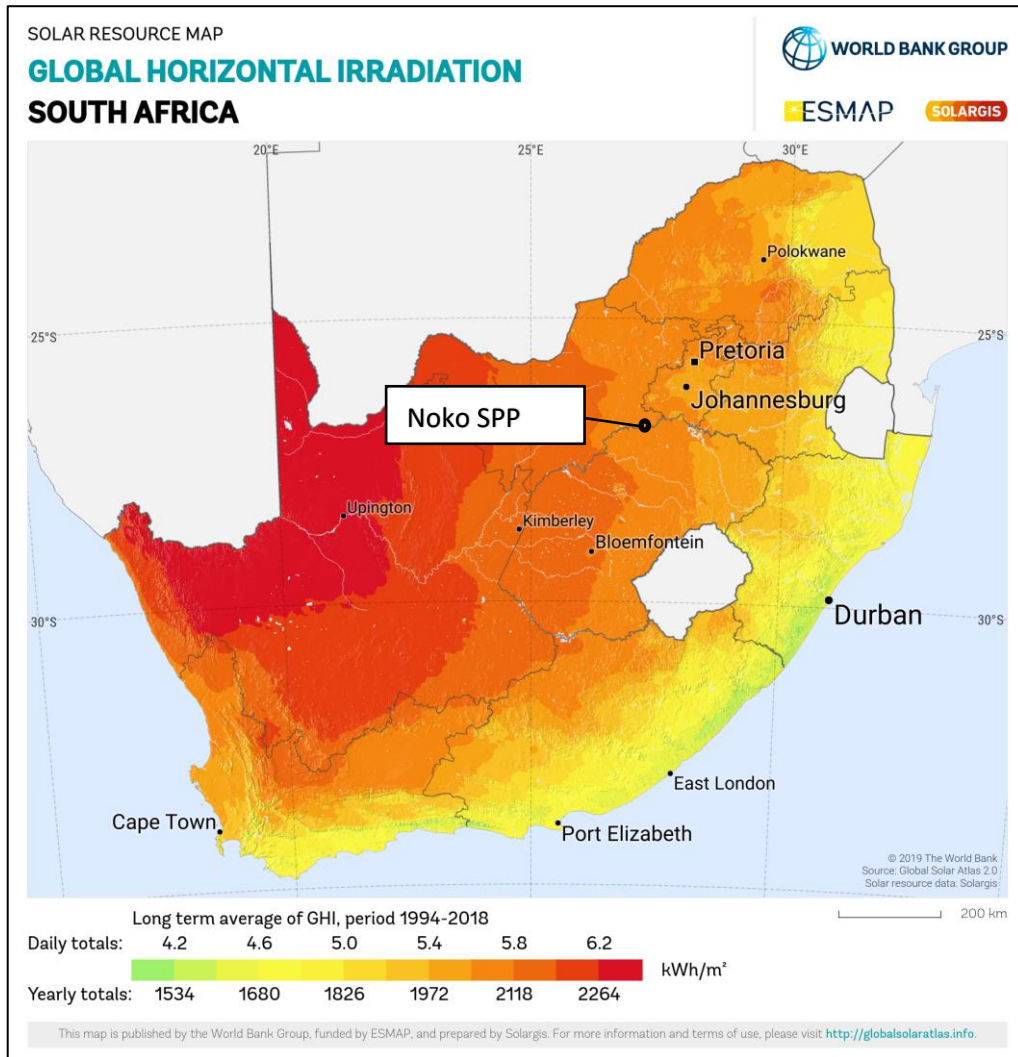 SOLAR RESOURCE MAP
GLOBAL HORIZONTAL IRRADIATION
SOUTH AFRICA
WORLD BANK GROUP
ESMAP
SOLARGIS
20°E
25°E
30°E
Polokwane
25°S
25°S
Pretoria
Johannesburg
Noko SPP
Upington
Kimberley
Bloemfontein
Durban
30°S
30°S
East London
Cape Town
Port Elizabeth
© 2019 The World Bank
Source: Global Solar Atlas 2.0
Solar resource data: Solargis
200 km
Long term average of GHI, period 1994-2018
Daily totals: 4.2 4.6 5.0 5.4 5.8 6.2
kWh/m²
Yearly totals: 1534 1680 1826 1972 2118 2264
This map is published by the World Bank Group, funded by ESMAP, and prepared by Solargis. For more information and terms of use, please visit http://globalsolaratlas.info.